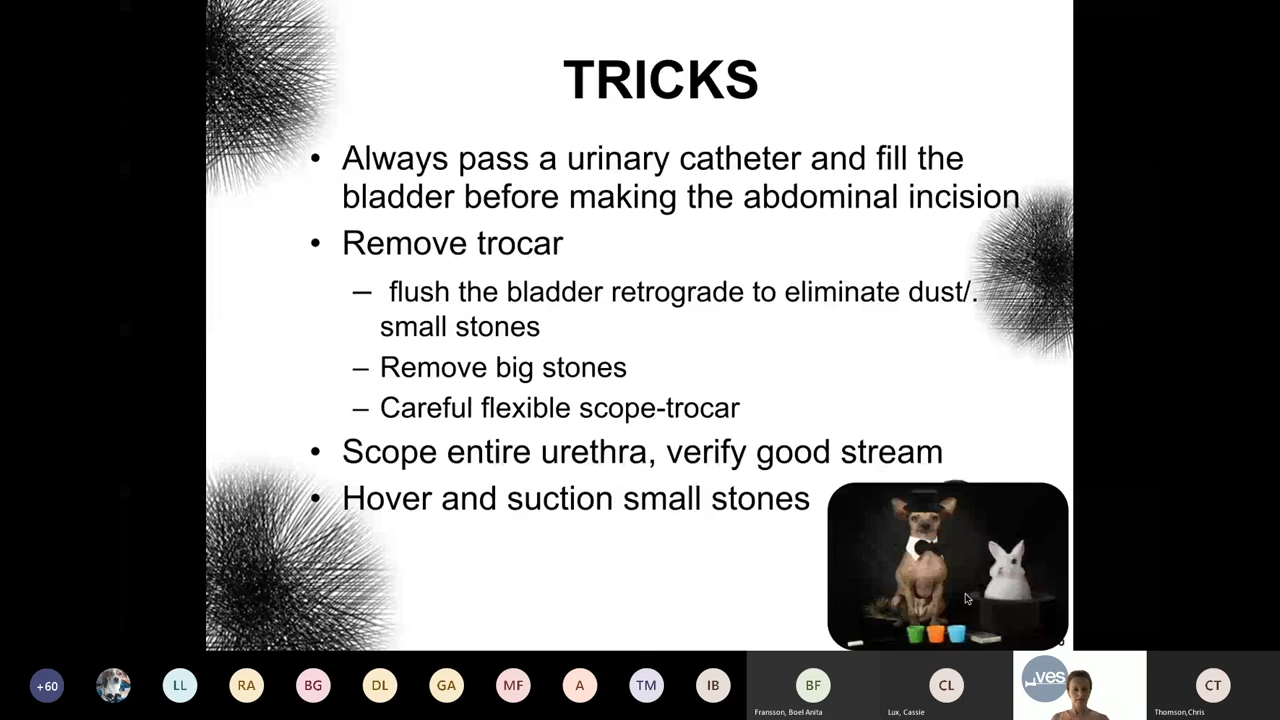 TRICKS
• Always pass a urinary catheter and fill the
bladder before making the abdominal incision
• Remove trocar
– flush the bladder retrograde to eliminate dust/.
small stones
– Remove big stones
– Careful flexible scope-trocar
• Scope entire urethra, verify good stream
• Hover and suction small stones
+60
LL
RA
BG
DL
GA
MF
A
TM
IB
BF
Fransson, Boel Anita
CL
Lux, Cassie
ves
CT
Thomson,Chris